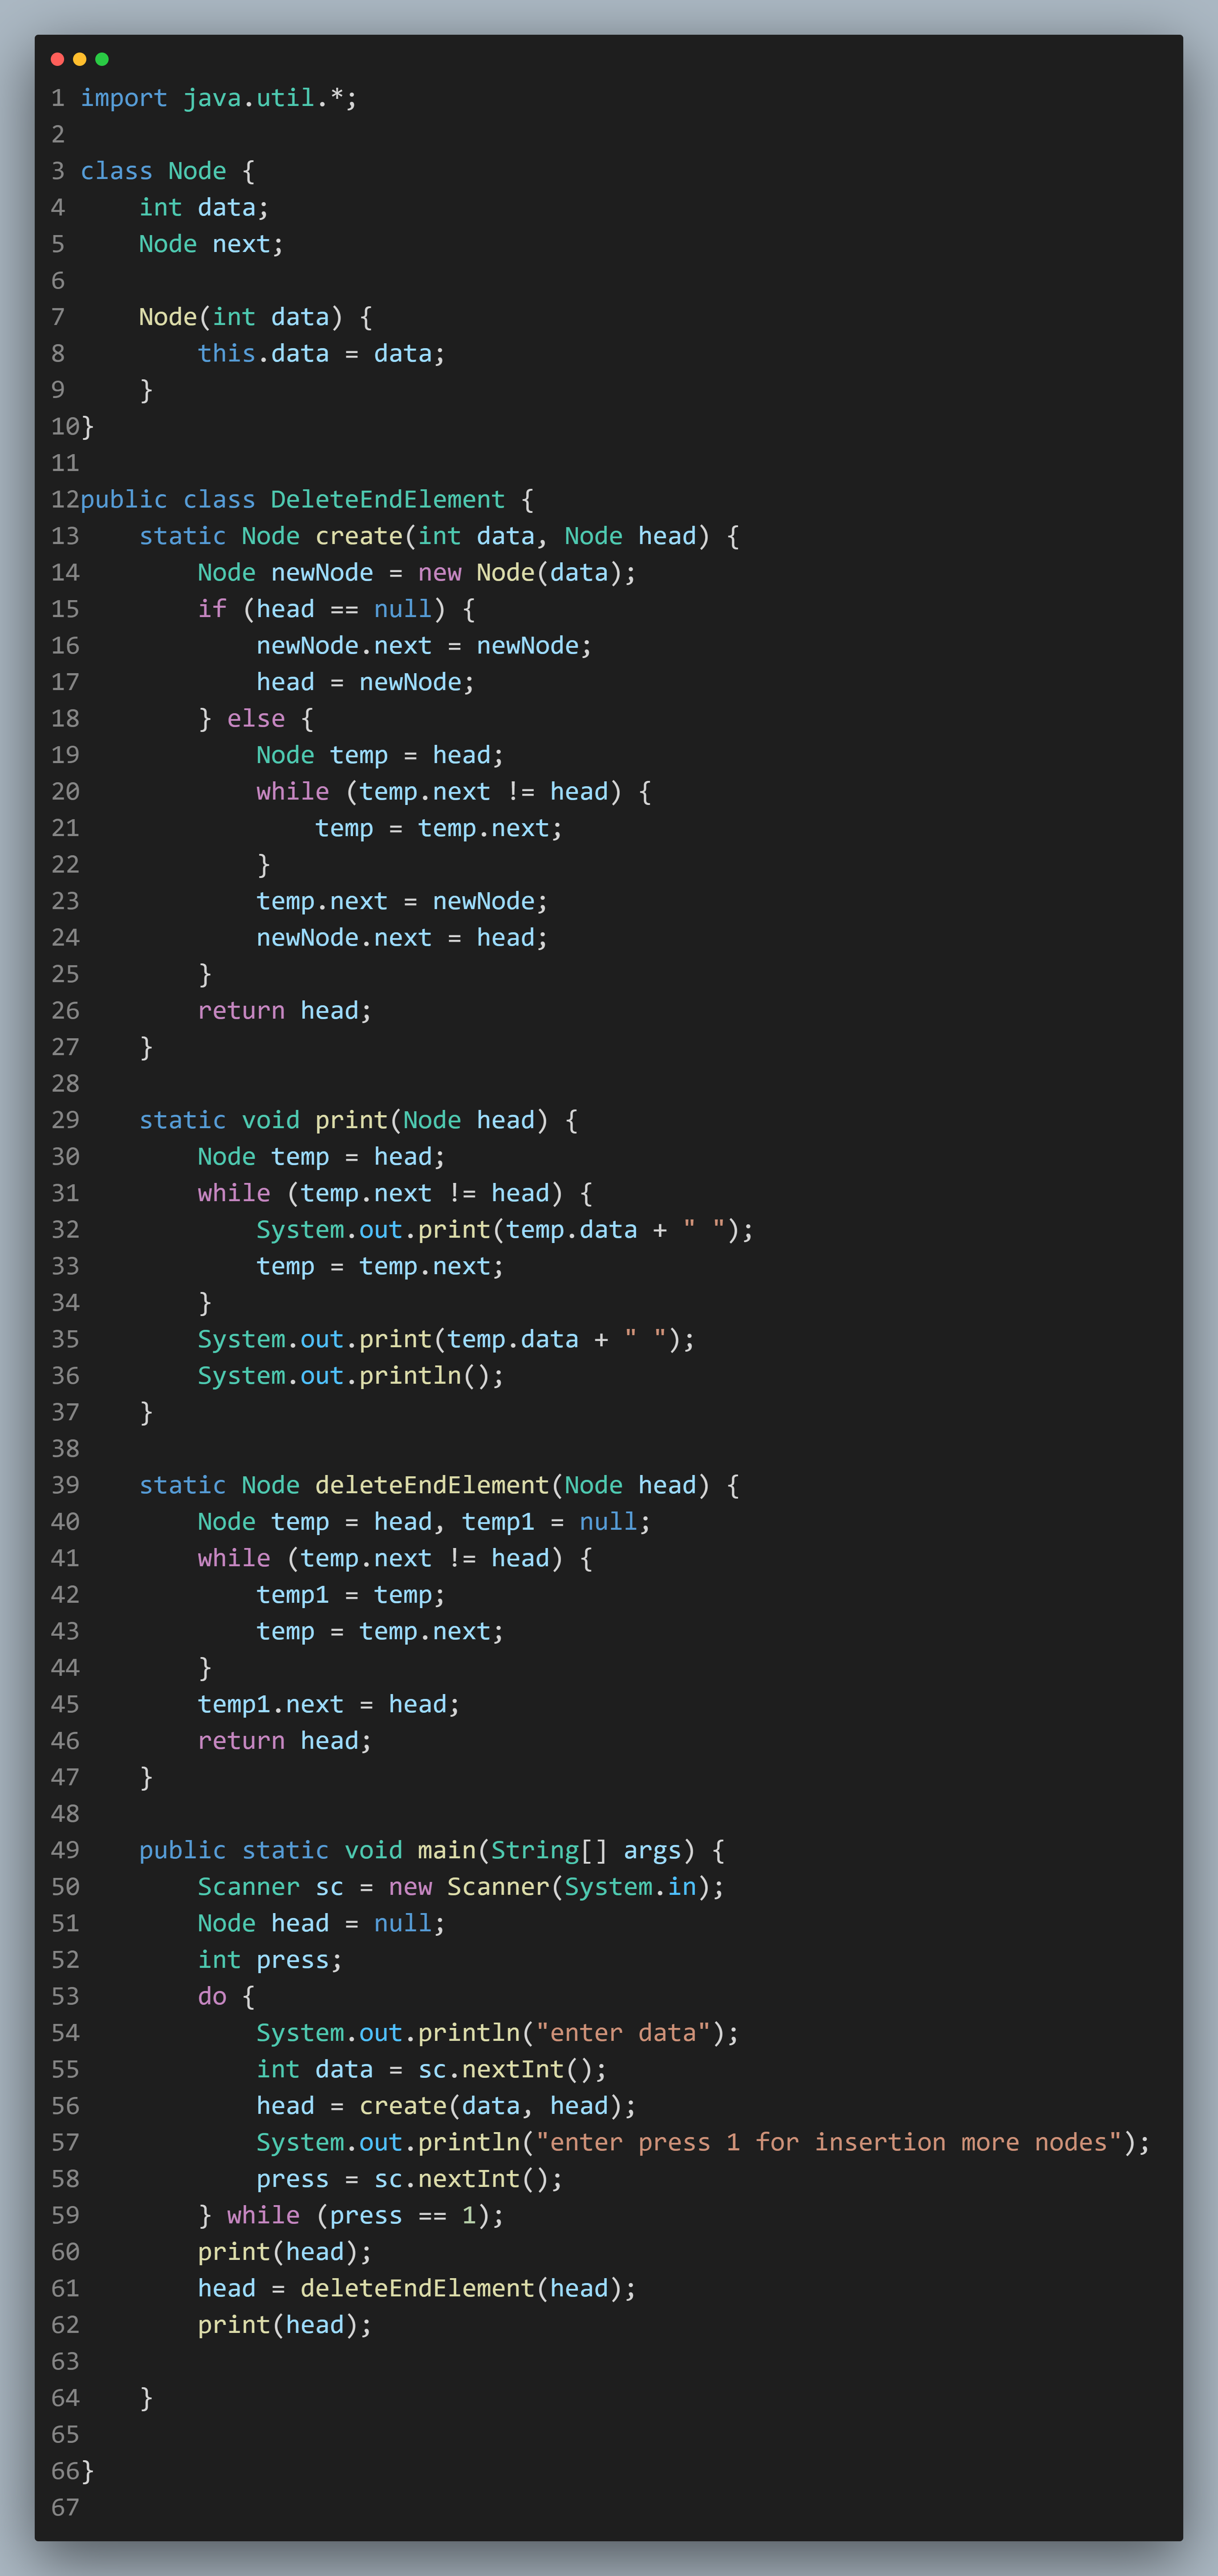 1 import java.util.*;
2
3 class Node {
4     int data;
5     Node next;
6
7     Node(int data) {
8         this.data = data;
9     }
10}
11
12public class DeleteEndElement {
13    static Node create(int data, Node head) {
14        Node newNode = new Node(data);
15        if (head == null) {
16            newNode.next = newNode;
17            head = newNode;
18        } else {
19            Node temp = head;
20            while (temp.next != head) {
21                temp = temp.next;
22            }
23            temp.next = newNode;
24            newNode.next = head;
25        }
26        return head;
27    }
28
29    static void print(Node head) {
30        Node temp = head;
31        while (temp.next != head) {
32            System.out.print(temp.data + " ");
33            temp = temp.next;
34        }
35        System.out.print(temp.data + " ");
36        System.out.println();
37    }
38
39    static Node deleteEndElement(Node head) {
40        Node temp = head, temp1 = null;
41        while (temp.next != head) {
42            temp1 = temp;
43            temp = temp.next;
44        }
45        temp1.next = head;
46        return head;
47    }
48
49    public static void main(String[] args) {
50        Scanner sc = new Scanner(System.in);
51        Node head = null;
52        int press;
53        do {
54            System.out.println("enter data");
55            int data = sc.nextInt();
56            head = create(data, head);
57            System.out.println("enter press 1 for insertion more nodes");
58            press = sc.nextInt();
59        } while (press == 1);
60        print(head);
61        head = deleteEndElement(head);
62        print(head);
63
64    }
65
66}
67